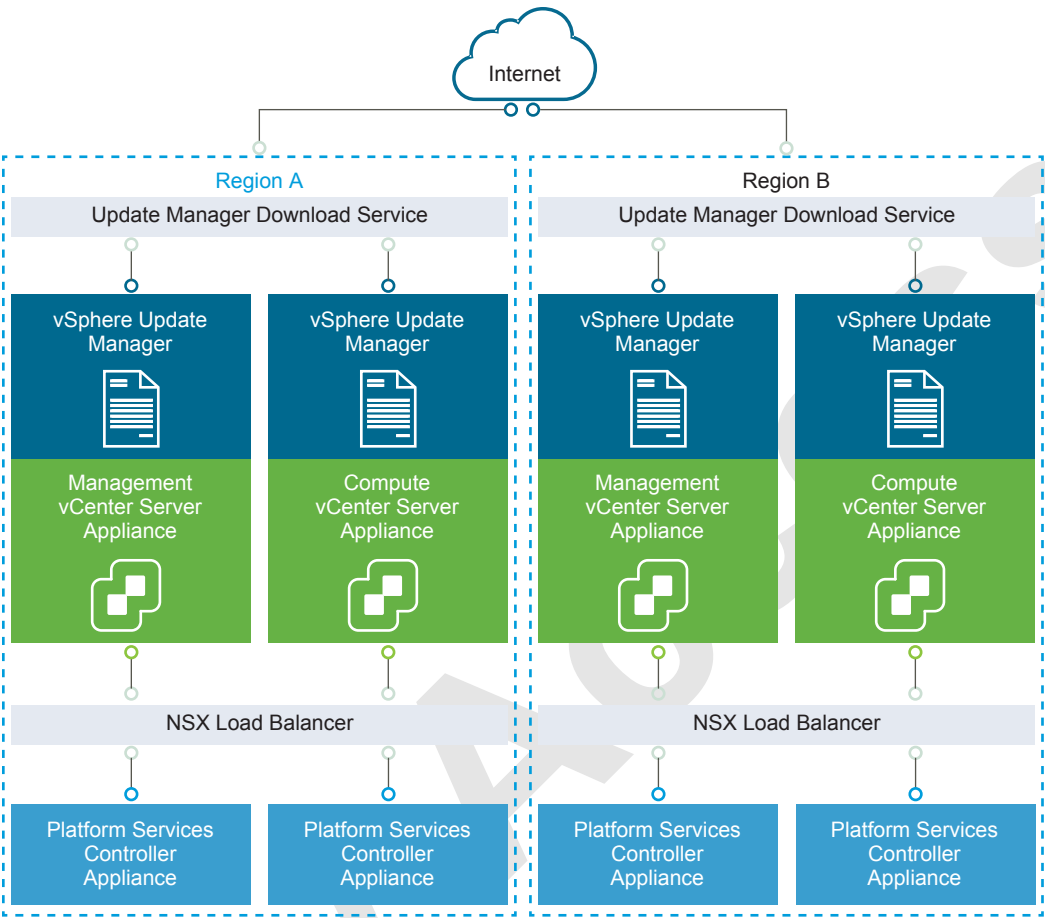 Internet
Region A
Update Manager Download Service
vSphere Update
Manager
vSphere Update
Manager
Management
vCenter Server
Appliance
Compute
vCenter Server
Appliance
NSX Load Balancer
Platform Services
Controller
Appliance
Platform Services
Controller
Appliance
Region B
Update Manager Download Service
vSphere Update
Manager
vSphere Update
Manager
Management
vCenter Server
Appliance
Compute
vCenter Server
Appliance
NSX Load Balancer
Platform Services
Controller
Appliance
Platform Services
Controller
Appliance